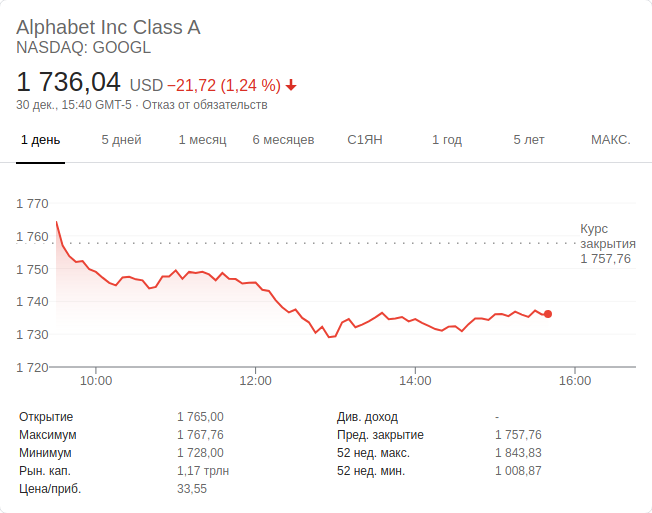 Alphabet Inc Class A
NASDAQ: GOOGL
1 736,04 USD −21,72 (1,24 %)
30 дек., 15:40 GMT-5 · Отказ от обязательств
1 день 5 дней 1 месяц 6 месяцев С1ЯН 1 год 5 лет МАКС.
1 770
1 760
1 750
1 740
1 730
1 720
Курс
закрытия
1 757,76
10:00 12:00 14:00 16:00
Открытие 1 765,00 Див. доход -
Максимум 1 767,76 Пред. закрытие 1 757,76
Минимум 1 728,00 52 нед. макс. 1 843,83
Рын. кап. 1,17 трлн 52 нед. мин. 1 008,87
Цена/приб. 33,55